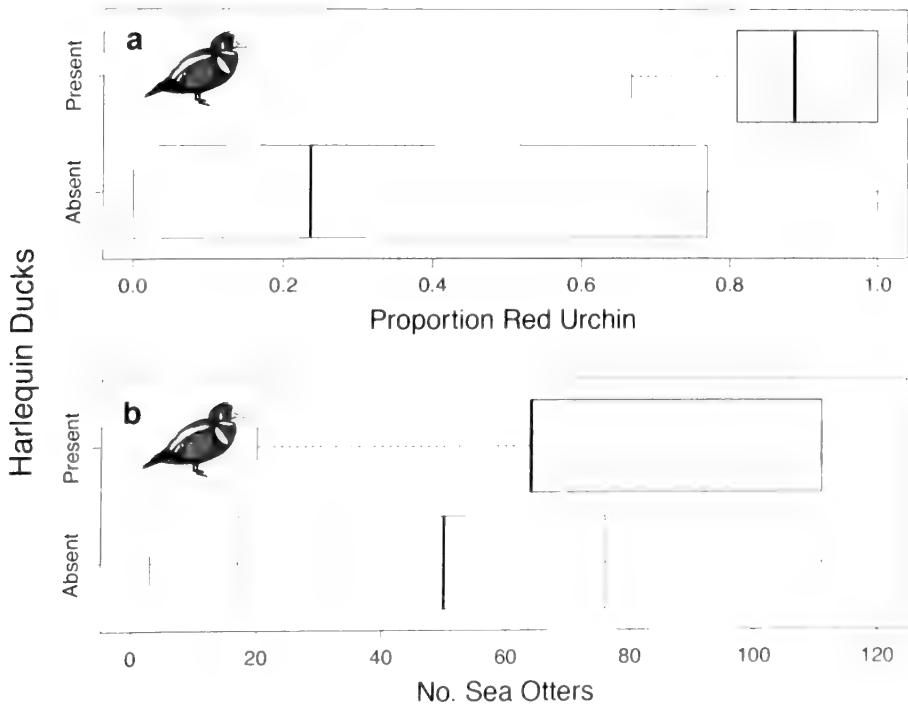 a
Present
Absent
0.0 0.2 0.4 0.6 0.8 1.0
Proportion Red Urchin
Harlequin Ducks
b
Present
Absent
0 20 40 60 80 100 120
No. Sea Otters